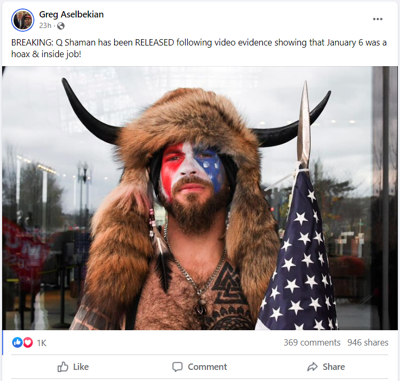 Greg Aselbekian
23h ·
BREAKING: Q Shaman has been RELEASED following video evidence showing that January 6 was a
hoax & inside job!
1K
369 comments 946 shares
Like Comment Share